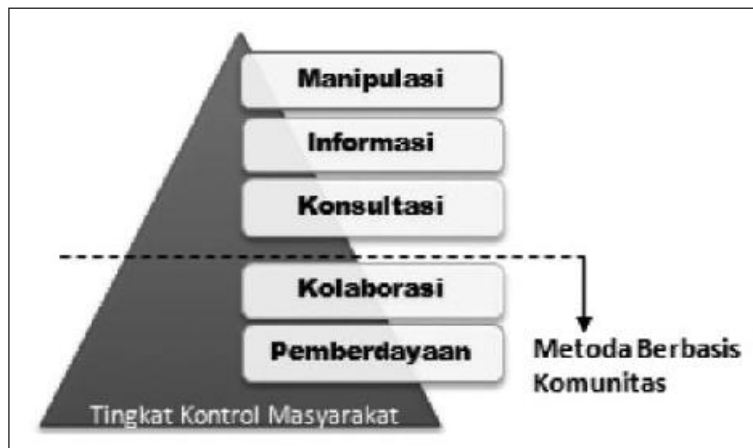 Manipulasi
Informasi
Konsultasi
Kolaborasi
Pemberdayaan
Metoda Berbasis
Komunitas
Tingkat Kontrol Masyarakat